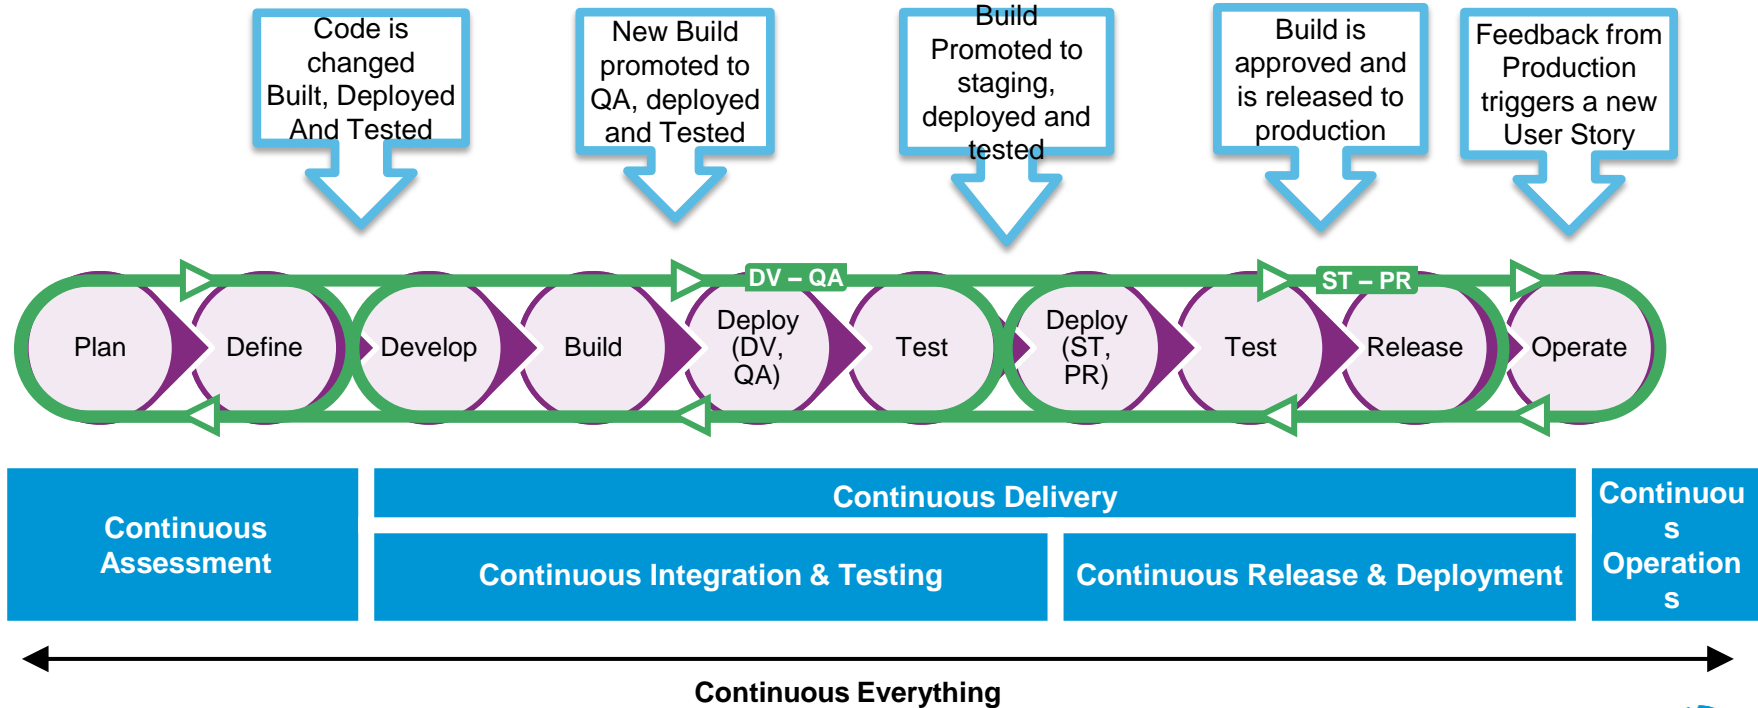 Code is
changed
Built, Deployed
And Tested
New Build
promoted to
QA, deployed
and Tested
Build
Promoted to
staging,
deployed and
tested
Build is
approved and
is released to
production
Feedback from
Production
triggers a new
User Story
DV – QA
ST – PR
Plan
Define
Develop
Build
Deploy
(DV,
QA)
Test
Deploy
(ST,
PR)
Test
Release
Operate
Continuous
Assessment
Continuous Delivery
Continuous Integration & Testing
Continuous Release & Deployment
Continuou
s
Operation
s
Continuous Everything